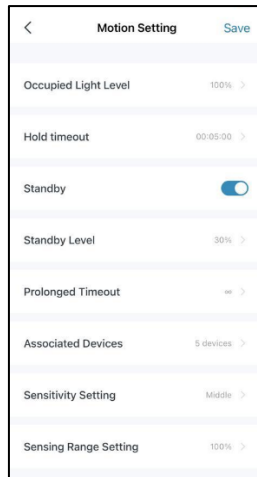 Motion Setting Save
Occupied Light Level 100%
Hold timeout 00:05:00
Standby
Standby Level 30%
Prolonged Timeout ∞
Associated Devices 5 devices
Sensitivity Setting Middle
Sensing Range Setting 100%